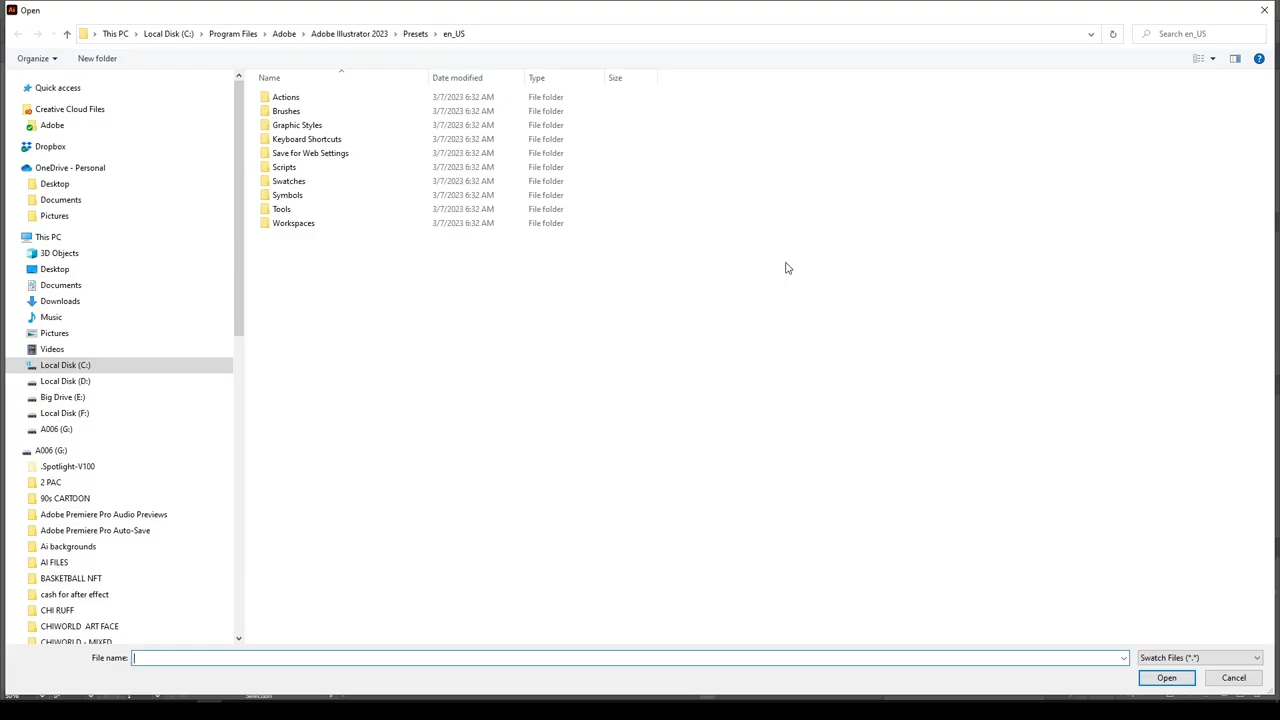 Ai Open
This PC > Local Disk (C:) > Program Files > Adobe > Adobe Illustrator 2023 > Presets > en_US
Search en_US
Organize
New folder
Name
Date modified
Type
Size
Quick access
Creative Cloud Files
Adobe
Dropbox
OneDrive - Personal
Desktop
Documents
Pictures
This PC
3D Objects
Desktop
Documents
Downloads
Music
Pictures
Videos
Local Disk (C:)
Local Disk (D:)
Big Drive (E:)
Local Disk (F:)
A006 (G:)
A006 (G:)
.Spotlight-V100
2 PAC
90s CARTOON
Adobe Premiere Pro Audio Previews
Adobe Premiere Pro Auto-Save
Ai backgrounds
AI FILES
BASKETBALL NFT
cash for after effect
CHI RUFF
CHIWORLD ART FACE
CHIWORLD - MIXED
Actions 3/7/2023 6:32 AM File folder
Brushes 3/7/2023 6:32 AM File folder
Graphic Styles 3/7/2023 6:32 AM File folder
Keyboard Shortcuts 3/7/2023 6:32 AM File folder
Save for Web Settings 3/7/2023 6:32 AM File folder
Scripts 3/7/2023 6:32 AM File folder
Swatches 3/7/2023 6:32 AM File folder
Symbols 3/7/2023 6:32 AM File folder
Tools 3/7/2023 6:32 AM File folder
Workspaces 3/7/2023 6:32 AM File folder
File name:
Swatch Files (*.*)
Open
Cancel
Selection